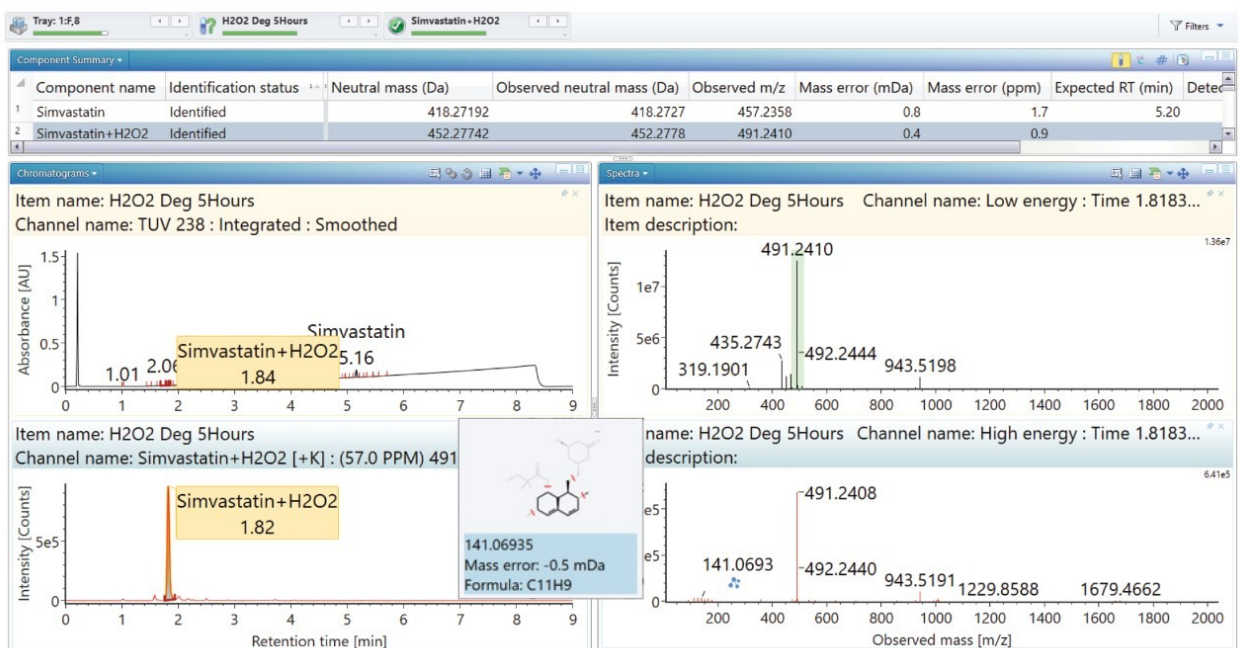 Tray: 1:F,8
H2O2 Deg 5Hours
Simvastatin+H2O2
Filters
Component Summary
Component name Identification status Neutral mass (Da) Observed neutral mass (Da) Observed m/z Mass error (mDa) Mass error (ppm) Expected RT (min) Detec
1 Simvastatin Identified 418.27192 418.2727 457.2358 0.8 1.7 5.20
2 Simvastatin+H2O2 Identified 452.27742 452.2778 491.2410 0.4 0.9
Chromatograms
Item name: H2O2 Deg 5Hours
Channel name: TUV 238 : Integrated : Smoothed
Absorbance [AU]
1.5
1
0.5
0
1.01
2.06
Simvastatin+H2O2
1.84
Simvastatin
5.16
0 1 2 3 4 5 6 7 8 9
Item name: H2O2 Deg 5Hours
Channel name: Simvastatin+H2O2 [+K] : (57.0 PPM) 491
Intensity [Counts]
5e5
0
Simvastatin+H2O2
1.82
0 1 2 3 4 5 6 7 8 9
Retention time [min]
141.06935
Mass error: -0.5 mDa
Formula: C11H9
Spectra
Item name: H2O2 Deg 5Hours Channel name: Low energy : Time 1.8183...
Item description:
1.36e7
Intensity [Counts]
1e7
5e6
0
491.2410
435.2743
492.2444
319.1901
943.5198
200 400 600 800 1000 1200 1400 1600 1800 2000
name: H2O2 Deg 5Hours Channel name: High energy : Time 1.8183...
description:
6.41e5
e5
e5
0
491.2408
141.0693
492.2440
943.5191
1229.8588
1679.4662
200 400 600 800 1000 1200 1400 1600 1800 2000
Observed mass [m/z]